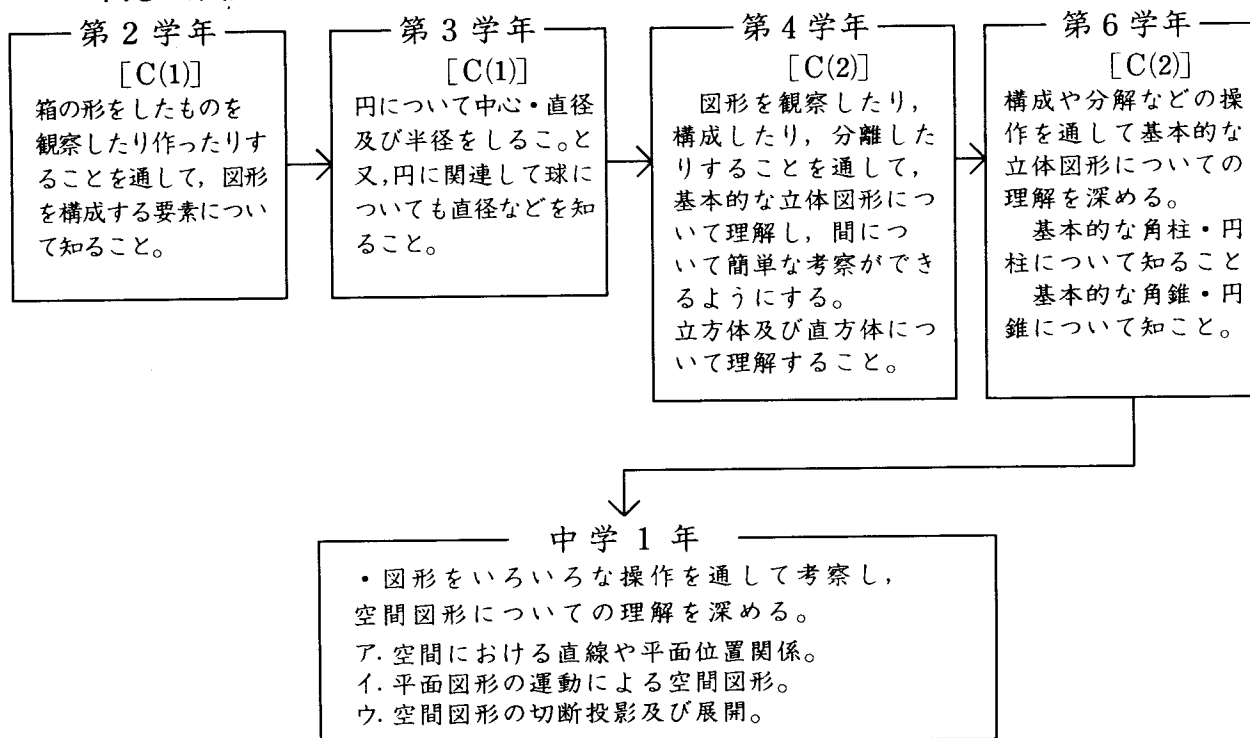 第2学年
[C(1)]
箱の形をしたものを
観察したり作ったりす
ることを通して，図形
を構成する要素につい
て知ること。
第3学年
[C(1)]
円について中心・直径
及び半径をしるこ。と
又，円に関連して球に
ついても直径などを知
ること。
第4学年
[C(2)]
図形を観察したり，
構成したり，分離した
りすることを通して，
基本的な立体図形につ
いて理解し，間につ
いて簡単な考察ができ
るようにする。
立方体及び直方体につ
いて理解すること。
第6学年
[C(2)]
構成や分解などの操
作を通して基本的な
立体図形についての
理解を深める。
基本的な角柱・円
柱について知ること
基本的な角錐・円
錐について知こと。
中学1年
・図形をいろいろな操作を通して考察し，
空間図形についての理解を深める。
ア．空間における直線や平面位置関係。
イ．平面図形の運動による空間図形。
ウ．空間図形の切断投影及び展開。